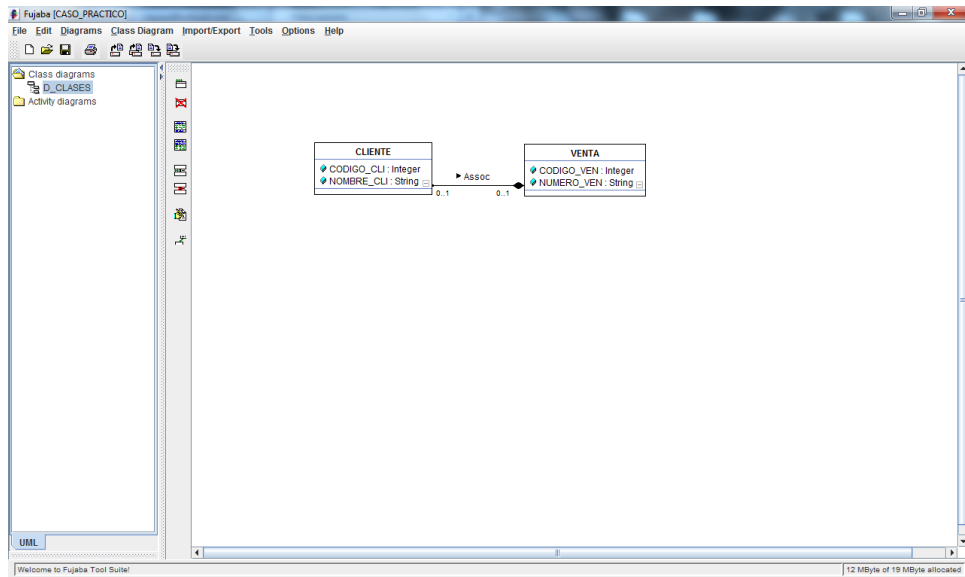 Fujaba [CASO_PRACTICO]
File Edit Diagrams Class Diagram Import/Export Tools Options Help
Class diagrams
D_CLASES
Activity diagrams
CLIENTE
CODIGO_CLI : Integer
NOMBRE_CLI : String
Assoc
0..1
0..1
VENTA
CODIGO_VEN : Integer
NUMERO_VEN : String
UML
Welcome to Fujaba Tool Suite!
12 MByte of 19 MByte allocated